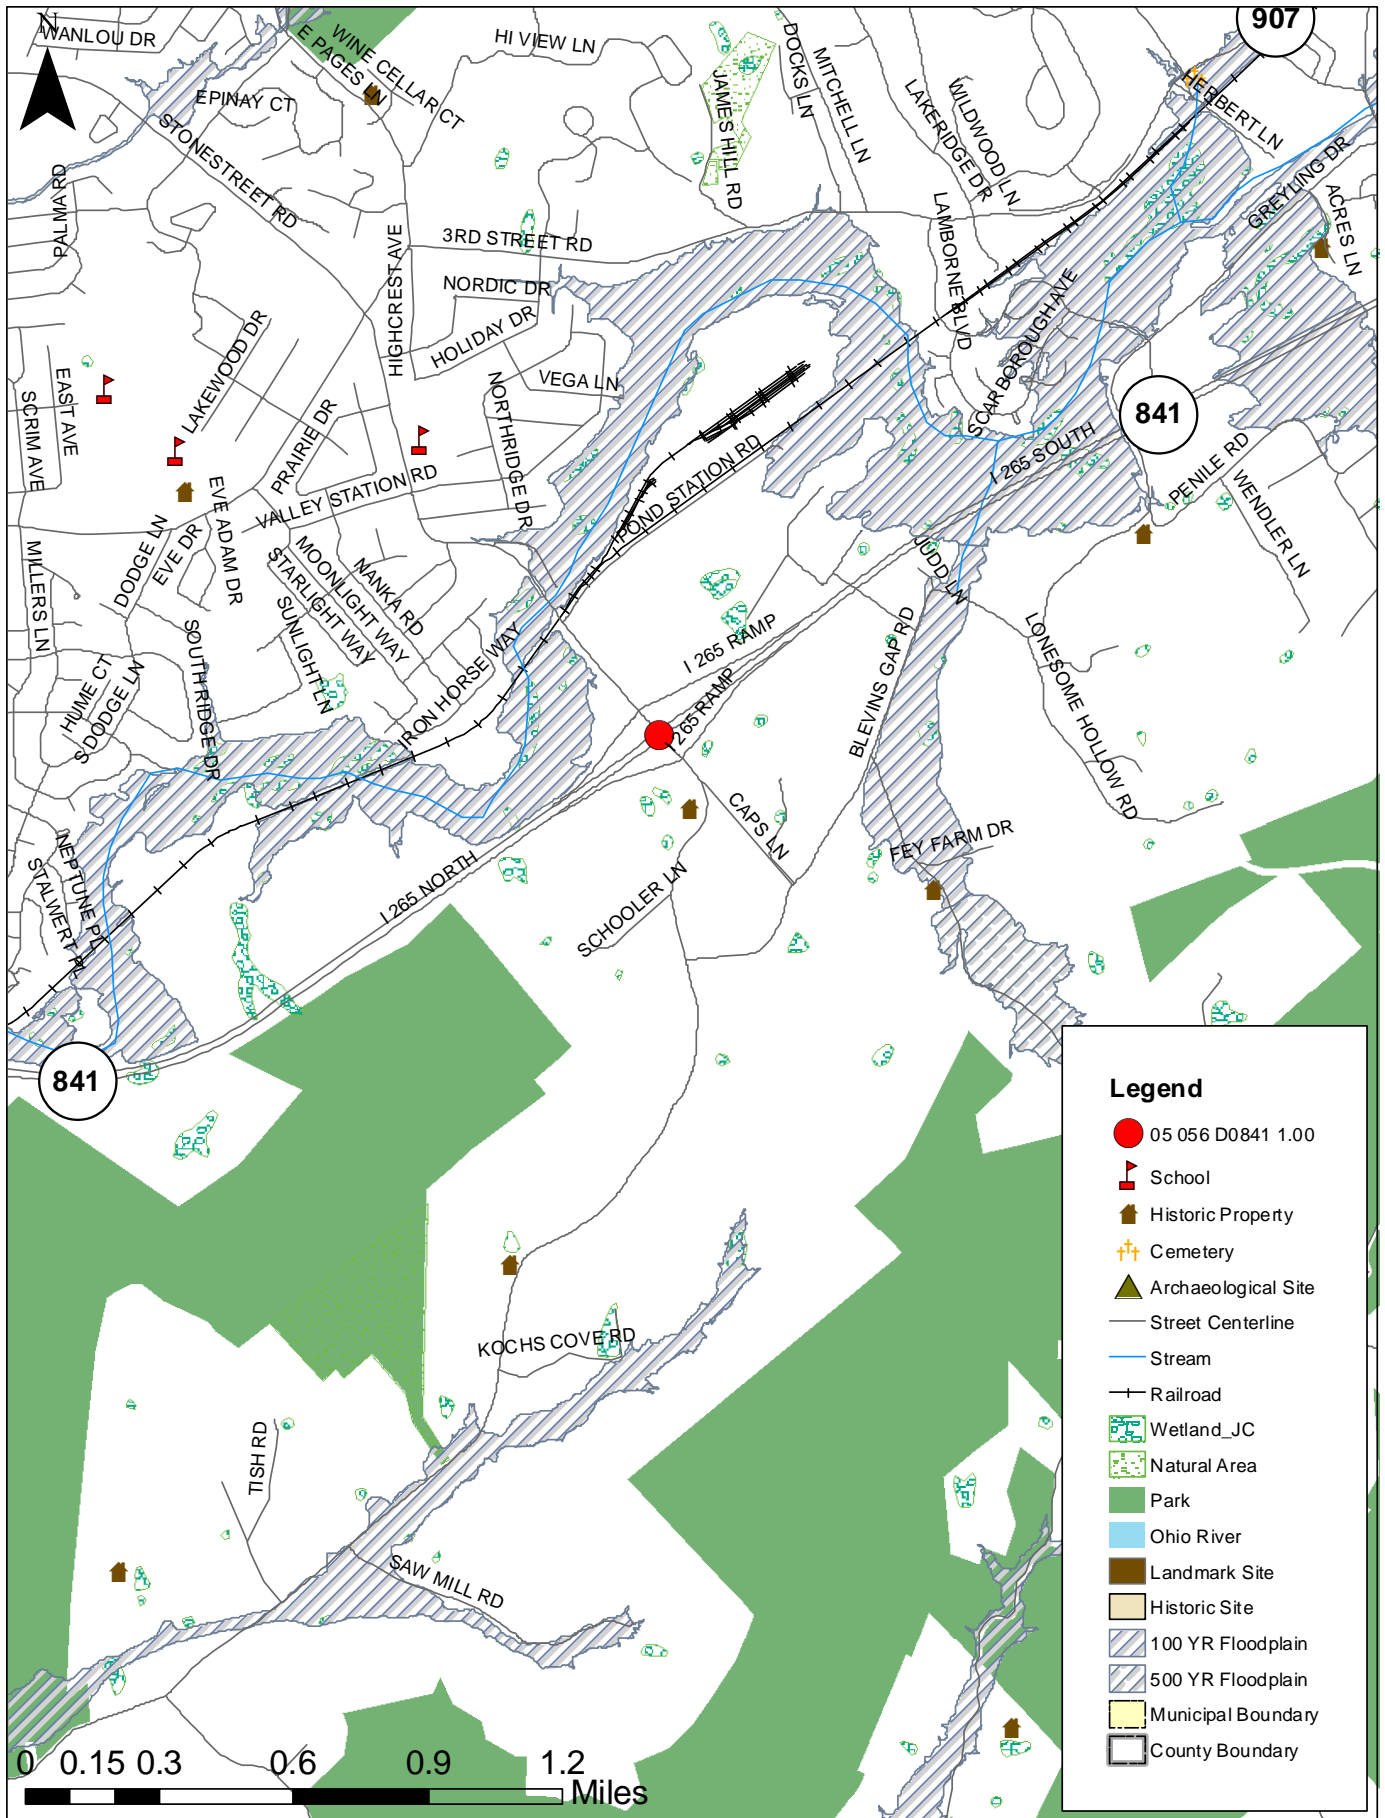 907
N
WANLOU DR
E PAGES LN
WINE CELLAR CT
HI VIEW LN
DOCKS LN
MITCHELL LN
JAMES HILL RD
LAKERIDGE DR
WILDWOOD LN
HERBERT LN
GREYLING DR
ACRES LN
EPINAY CT
STONESTREET RD
PALMA RD
3RD STREET RD
HIGHCREST AVE
NORDIC DR
HOLIDAY DR
LAMBORNE BLVD
SCARBOROUGH AVE
LAKEWOOD DR
EAST AVE
SCRIM AVE
VEGA LN
NORTHRIDGE DR
PRAIRIE DR
841
I 265 SOUTH
PENILE RD
WENDLER LN
VALLEY STATION RD
POND STATION RD
EVE ADAM DR
DODGE LN
EVE DR
MILLERS LN
MOONLIGHT WAY
STARLIGHT WAY
NANKA RD
SUNLIGHT LN
JUDD LN
SOUTH RIDGE DR
HUME CT
S DODGE LN
IRON HORSE WAY
I 265 RAMP
I 265 RAMP
BLEVINS GAP RD
LONESOME HOLLOW RD
CAPS LN
FEY FARM DR
NEPTUNE PL
STALWERT PL
I 265 NORTH
SCHOOLER LN
841
KOCHS COVE RD
TISH RD
SAW MILL RD
Legend
05 056 D0841 1.00
School
Historic Property
Cemetery
Archaeological Site
Street Centerline
Stream
Railroad
Wetland_JC
Natural Area
Park
Ohio River
Landmark Site
Historic Site
100 YR Floodplain
500 YR Floodplain
Municipal Boundary
County Boundary
0 0.15 0.3 0.6 0.9 1.2
Miles